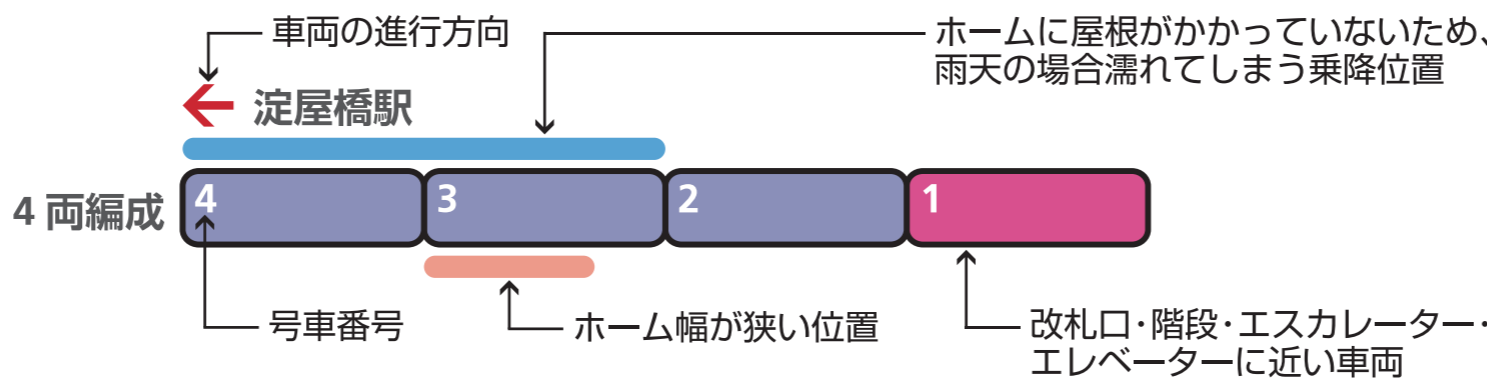 車両の進行方向
ホームに屋根がかかっていないため、
雨天の場合濡れてしまう乗降位置
淀屋橋駅
4両編成
4
3
2
1
号車番号
ホーム幅が狭い位置
改札口・階段・エスカレーター・
エレベーターに近い車両